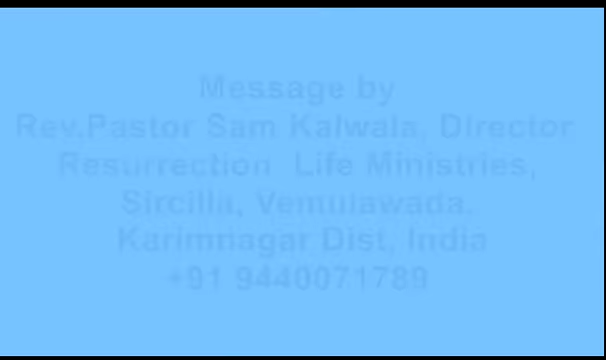 Message by
Rev.Pastor Sam Kalwala, Director
Resurrection Life Ministries,
Sircilla, Vemulawada.
Karimnagar Dist, India
+91 9440071789